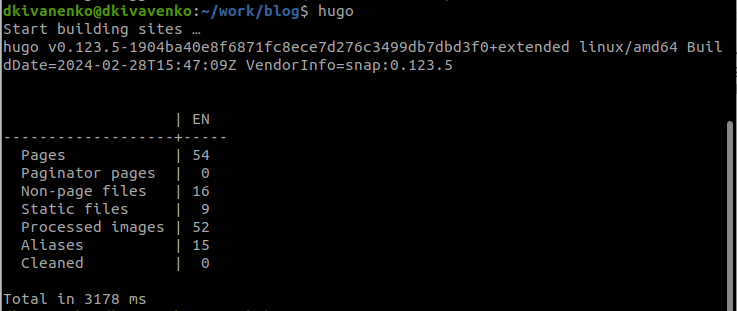 dkivanenko@dkivavenko:~/work/blog$ hugo
Start building sites …
hugo v0.123.5-1904ba40e8f6871fc8ece7d276c3499db7dbd3f0+extended linux/amd64 Buil
dDate=2024-02-28T15:47:09Z VendorInfo=snap:0.123.5
| EN
-------------------+-----
Pages | 54
Paginator pages | 0
Non-page files | 16
Static files | 9
Processed images | 52
Aliases | 15
Cleaned | 0
Total in 3178 ms